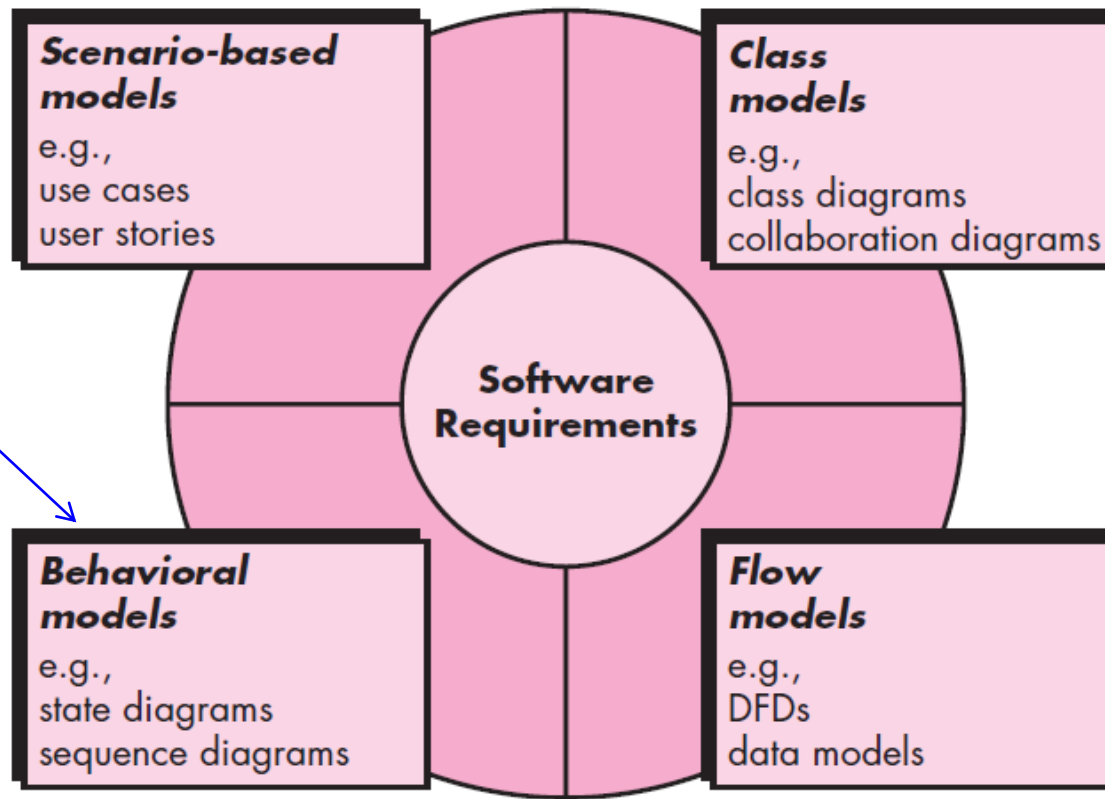 Scenario-based
models
e.g.,
use cases
user stories
Class
models
e.g.,
class diagrams
collaboration diagrams
Software
Requirements
Behavioral
models
e.g.,
state diagrams
sequence diagrams
Flow
models
e.g.,
DFDs
data models